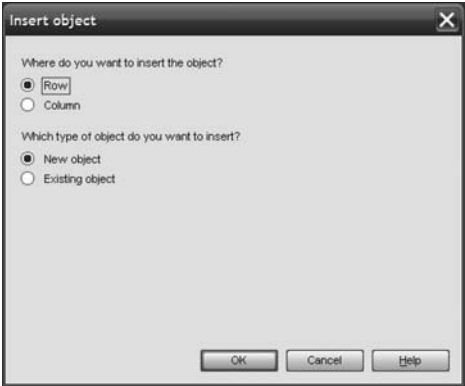 Insert object
Where do you want to insert the object?
Row
Column
Which type of object do you want to insert?
New object
Existing object
OK Cancel Help